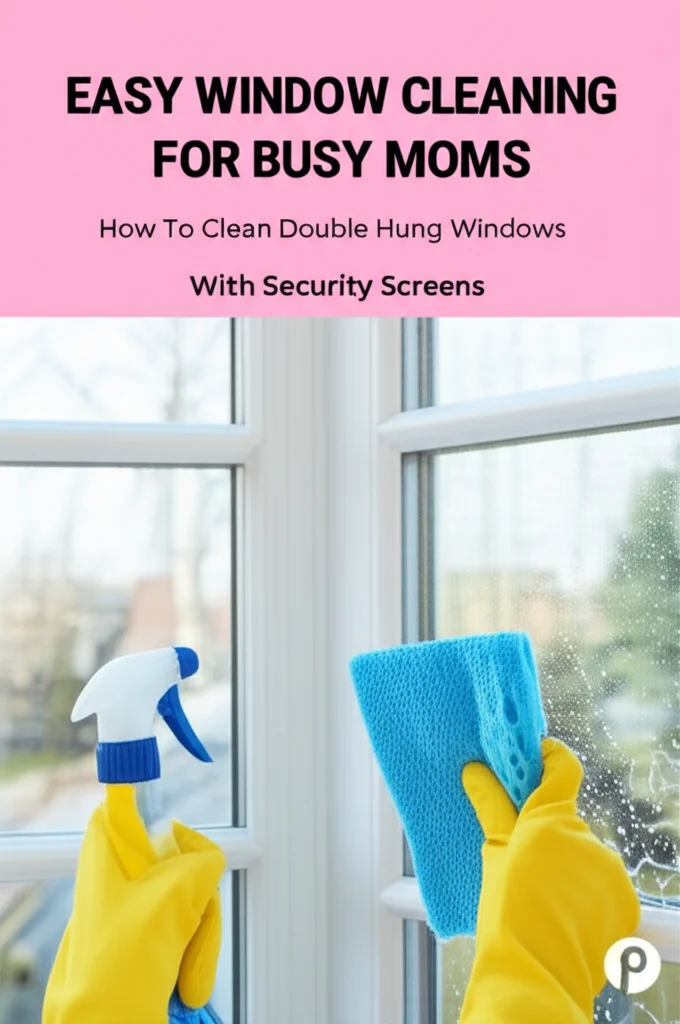 EASY WINDOW CLEANING
FOR BUSY MOMS
How To Clean Double Hung Windows
With Security Screens
p